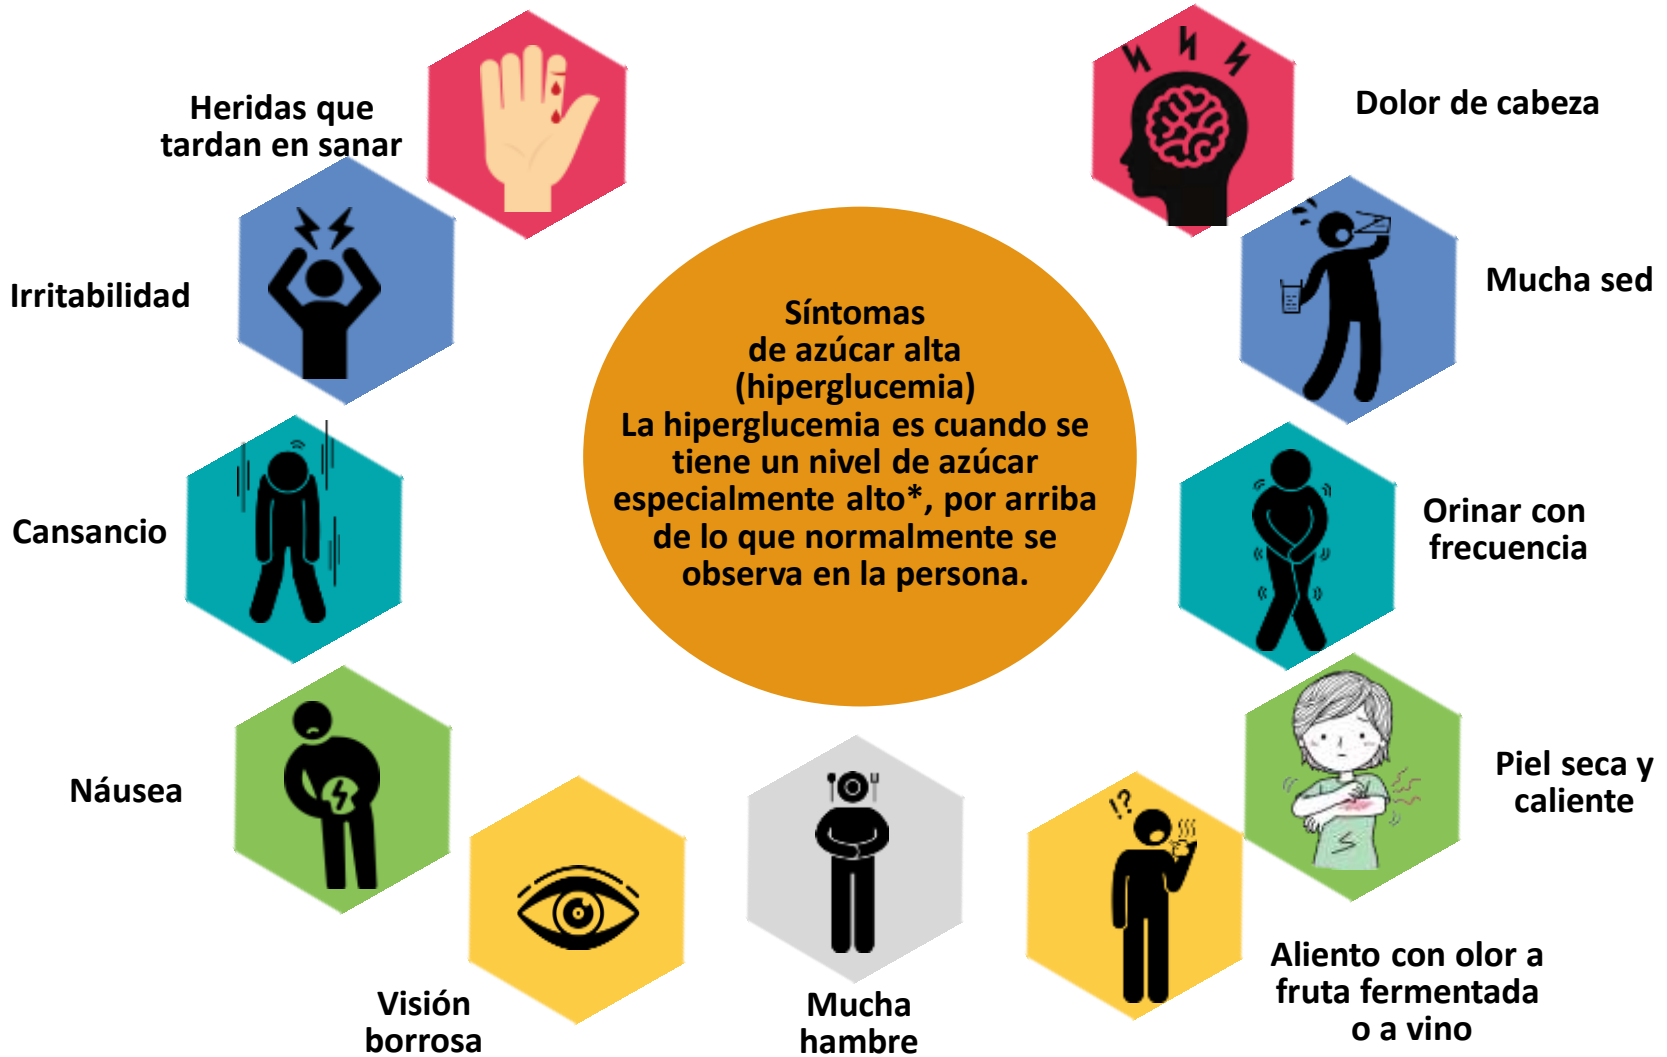 Heridas que
tardan en sanar
Dolor de cabeza
Irritabilidad
Mucha sed
Síntomas
de azúcar alta
(hiperglucemia)
La hiperglucemia es cuando se
tiene un nivel de azúcar
especialmente alto*, por arriba
de lo que normalmente se
observa en la persona.
Cansancio
Orinar con
frecuencia
Náusea
Piel seca y
caliente
!?
Visión
borrosa
Mucha
hambre
Aliento con olor a
fruta fermentada
o a vino